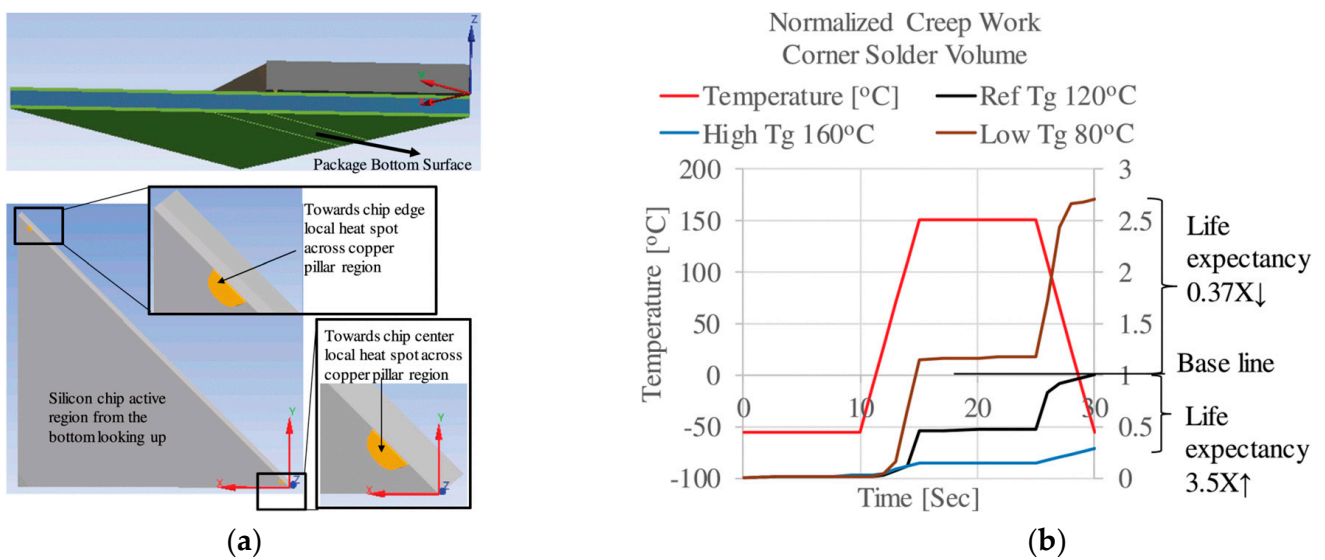 Z
Y
X
Package Bottom Surface
Towards chip edge
local heat spot
across copper
pillar region
Towards chip center
local heat spot across
copper pillar region
Silicon chip active
region from the
bottom looking up
Y
X
Z
Y
X
Z
(a)
Normalized Creep Work
Corner Solder Volume
Temperature [°C] Ref Tg 120°C
High Tg 160°C Low Tg 80°C
200 3
150 2.5
100 2
50 1.5
0 1
-50 0.5
-100 0
0 10 20 30
Temperature [°C]
Time [Sec]
Life
expectancy
0.37X↓
Base line
Life
expectancy
3.5X↑
(b)